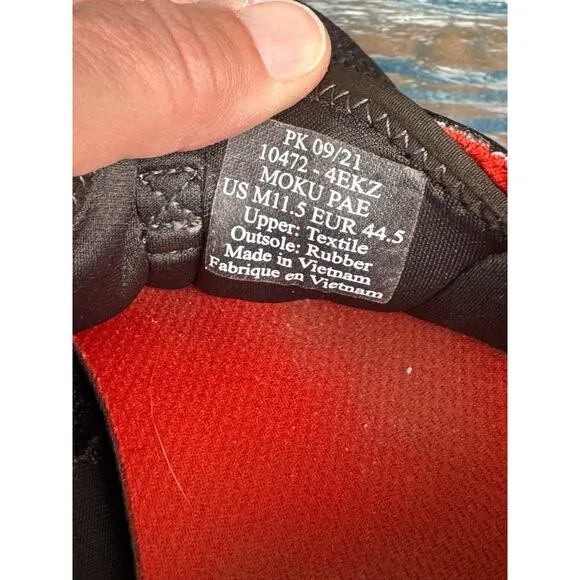 PK 09/21
10472 - 4EKZ
MOKU PAE
US M11.5 EUR 44.5
Upper: Textile
Outsole: Rubber
Made in Vietnam
Fabrique en Vietnam